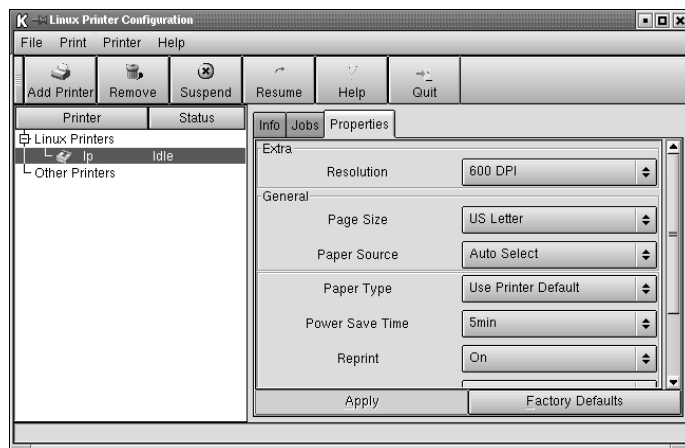 Linux Printer Configuration
File Print Printer Help
Add Printer Remove Suspend Resume Help Quit
Printer Status
Linux Printers
lp Idle
Other Printers
Info Jobs Properties
Extra
Resolution 600 DPI
General
Page Size US Letter
Paper Source Auto Select
Paper Type Use Printer Default
Power Save Time 5min
Reprint On
Apply Factory Defaults